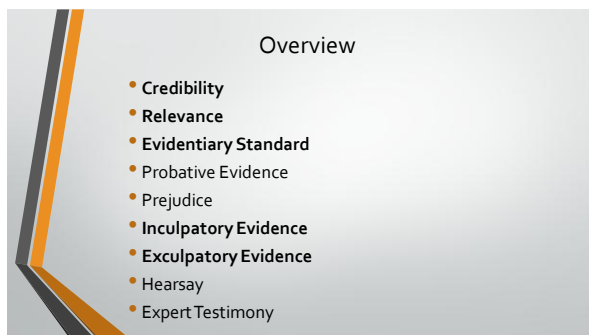 Overview
• Credibility
• Relevance
• Evidentiary Standard
• Probative Evidence
• Prejudice
• Inculpatory Evidence
• Exculpatory Evidence
• Hearsay
• Expert Testimony